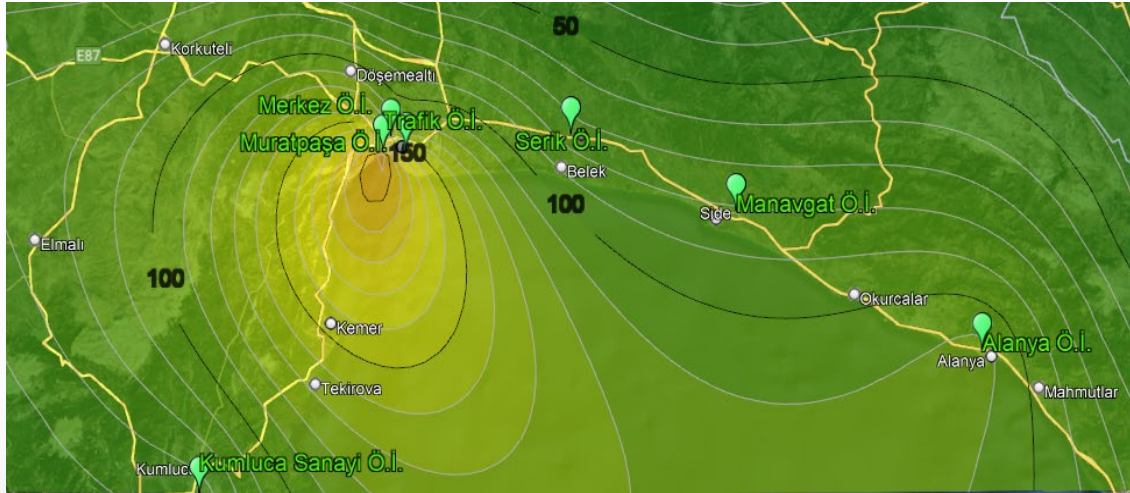 50
Korkuteli
E87
Döşemealtı
Merkez Ö.İ.
Trafik Ö.İ.
Muratpaşa Ö.İ.
150
Serik Ö.İ.
Belek
100
Manavgat Ö.İ.
Side
Elmalı
100
Okurcalar
Kemer
Alanya Ö.İ.
Alanya
Tekirova
Mahmutlar
Kumluc
Kumluca Sanayi Ö.İ.